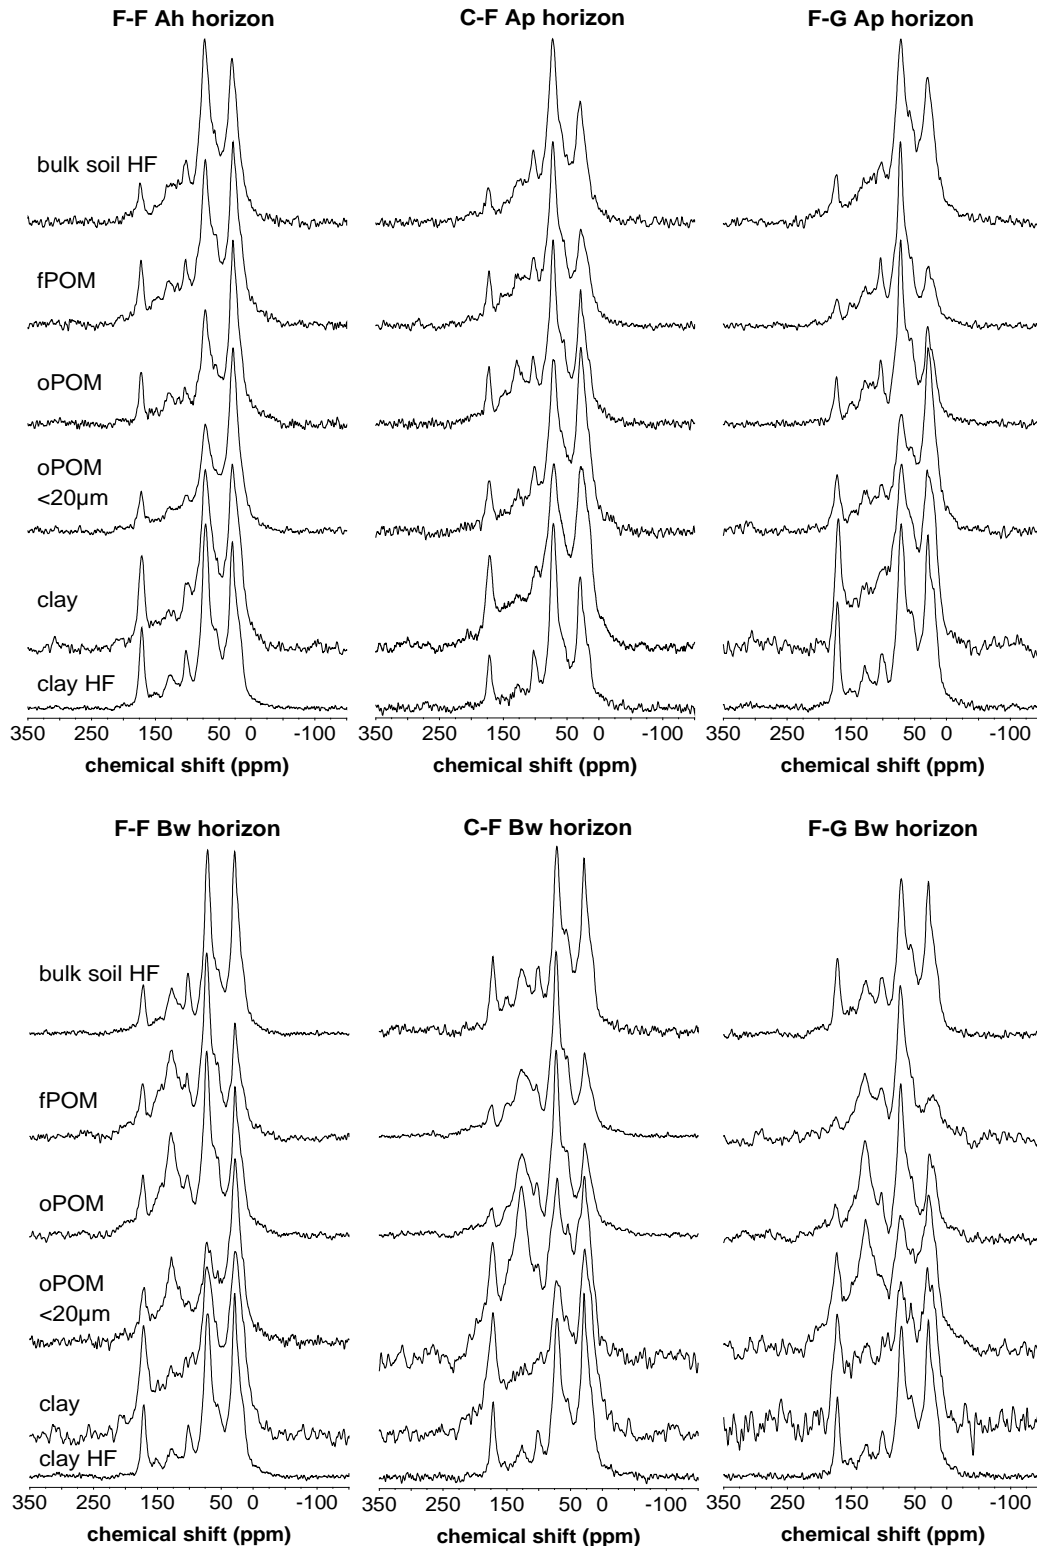 F-F Ah horizon C-F Ap horizon F-G Ap horizon
bulk soil HF
fPOM
oPOM
oPOM
<20µm
clay
clay HF
350 250 150 50 0 -100 350 250 150 50 0 -100 350 250 150 50 0 -100
chemical shift (ppm) chemical shift (ppm) chemical shift (ppm)
F-F Bw horizon C-F Bw horizon F-G Bw horizon
bulk soil HF
fPOM
oPOM
oPOM
<20µm
clay
clay HF
350 250 150 50 0 -100 350 250 150 50 0 -100 350 250 150 50 0 -100
chemical shift (ppm) chemical shift (ppm) chemical shift (ppm)